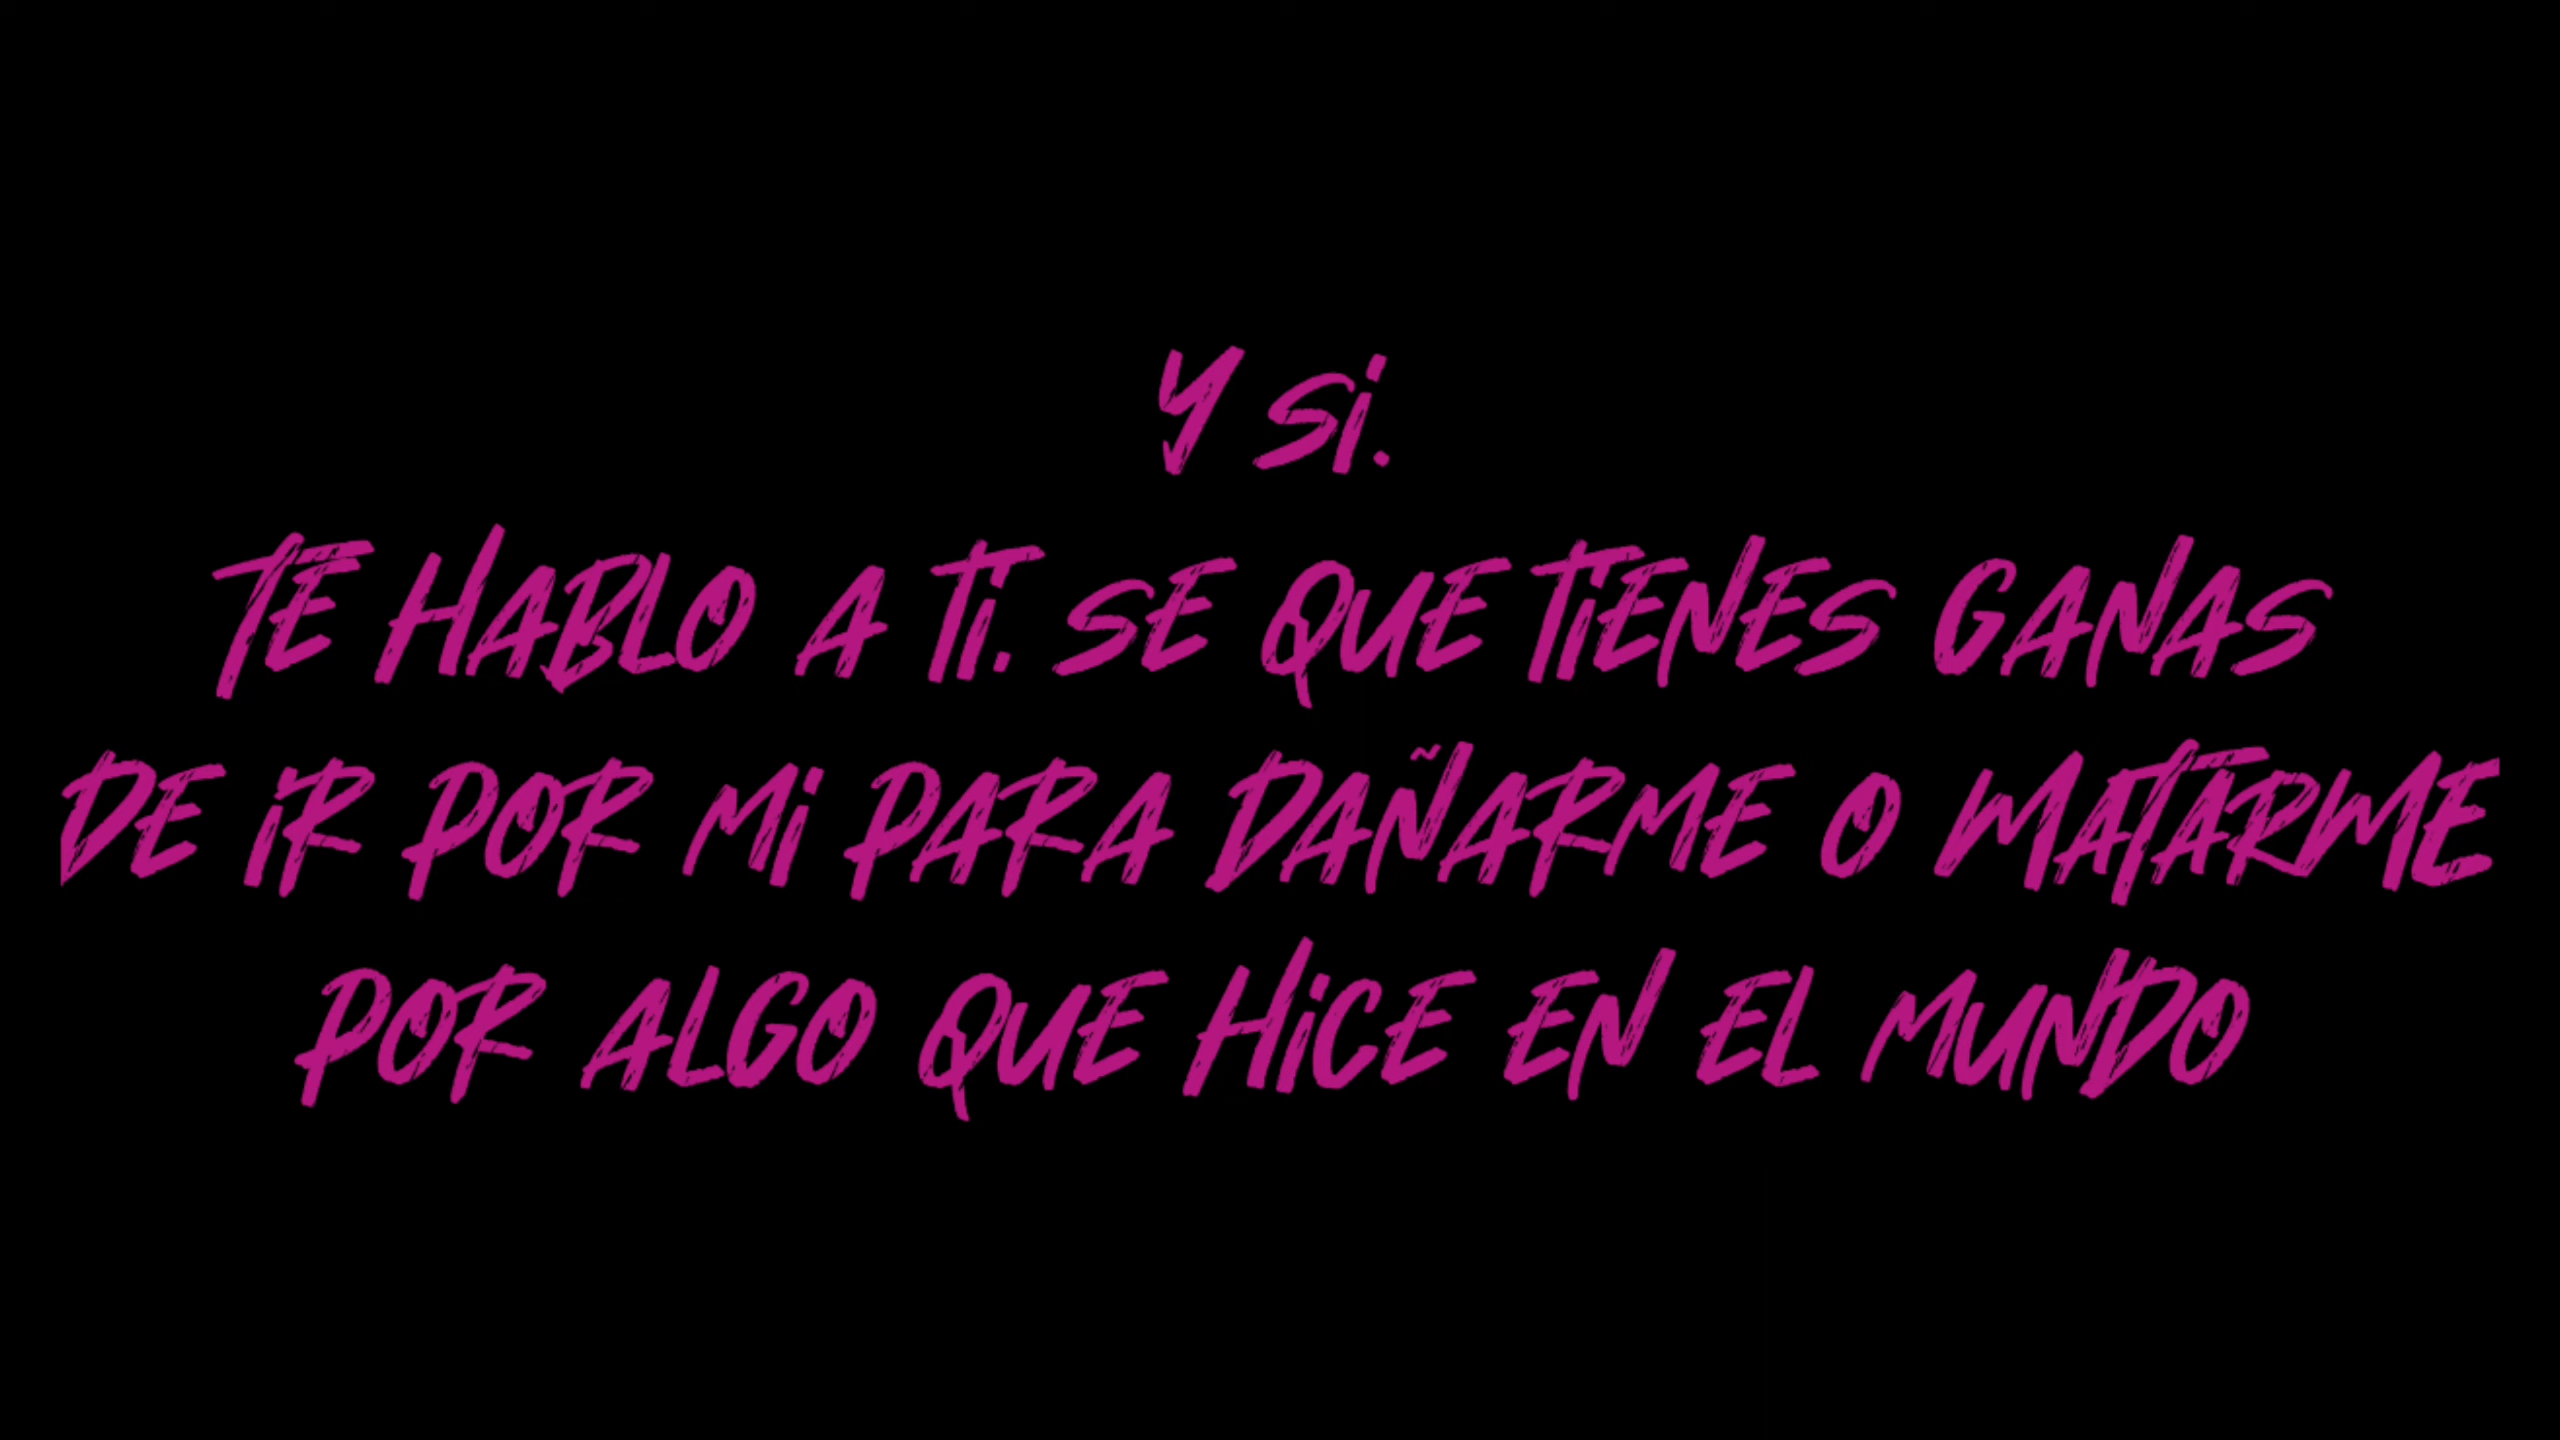 Y Si.
TE HABLO A Ti. SE QUE TiENES GANAS
DE iR POR Mi PARA DAÑARME O MATARME
POR ALGO QUE HiCE EN EL MUNDO